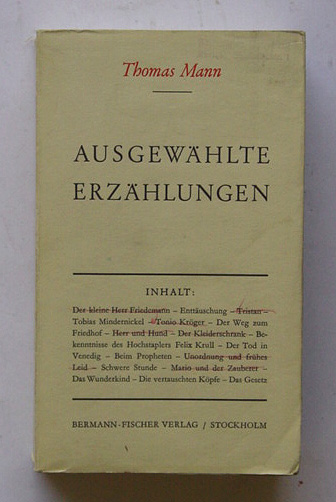 Thomas Mann
AUSGEWÄHLTE
ERZÄHLUNGEN
INHALT:
Der kleine Herr Friedemann – Enttäuschung – Tristan –
Tobias Mindernickel – Tonio Kröger – Der Weg zum
Friedhof – Herr und Hund – Der Kleiderschrank – Be-
kenntnisse des Hochstaplers Felix Krull – Der Tod in
Venedig – Beim Propheten – Unordnung und frühes
Leid – Schwere Stunde – Mario und der Zauberer –
Das Wunderkind – Die vertauschten Köpfe – Das Gesetz
BERMANN-FISCHER VERLAG / STOCKHOLM